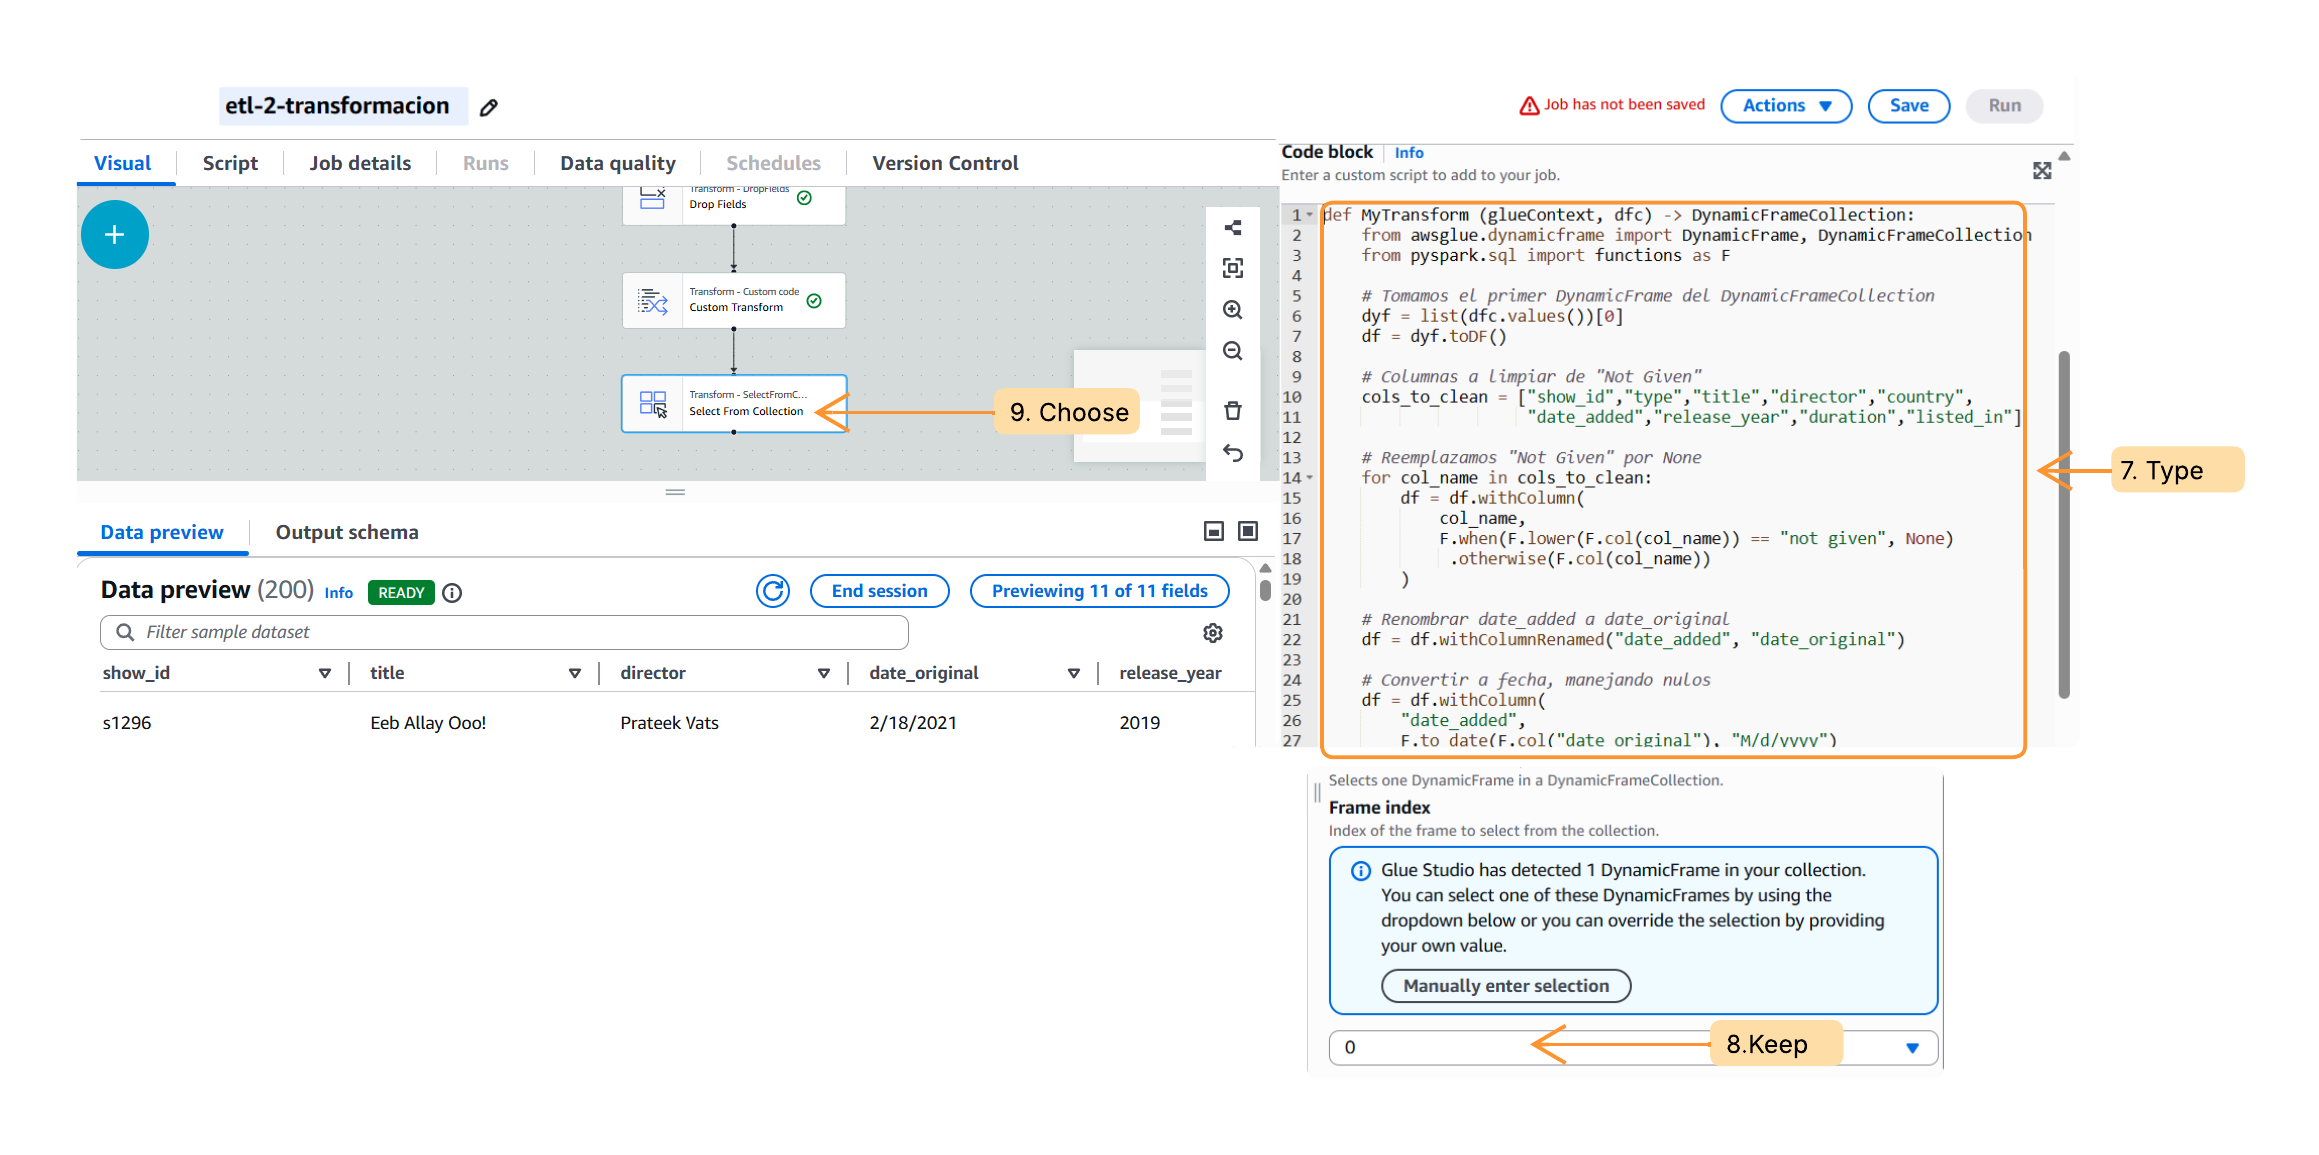 etl-2-transformacion
Job has not been saved
Actions
Save
Run
Visual
Script
Job details
Runs
Data quality
Schedules
Version Control
Transform - DropFields
Drop Fields
Transform - Custom code
Custom Transform
Transform - SelectFromC...
Select From Collection
9. Choose
Data preview
Output schema
Data preview (200) Info READY
End session
Previewing 11 of 11 fields
Filter sample dataset
show_id title director date_original release_year
s1296 Eeb Allay Ooo! Prateek Vats 2/18/2021 2019
Code block Info
Enter a custom script to add to your job.
1 def MyTransform (glueContext, dfc) -> DynamicFrameCollection:
2     from awsglue.dynamicframe import DynamicFrame, DynamicFrameCollection
3     from pyspark.sql import functions as F
4
5     # Tomamos el primer DynamicFrame del DynamicFrameCollection
6     dyf = list(dfc.values())[0]
7     df = dyf.toDF()
8
9     # Columnas a limpiar de "Not Given"
10     cols_to_clean = ["show_id","type","title","director","country",
11                      "date_added","release_year","duration","listed_in"]
12
13     # Reemplazamos "Not Given" por None
14     for col_name in cols_to_clean:
15         df = df.withColumn(
16             col_name,
17             F.when(F.lower(F.col(col_name)) == "not given", None)
18              .otherwise(F.col(col_name))
19         )
20
21     # Renombrar date_added a date_original
22     df = df.withColumnRenamed("date_added", "date_original")
23
24     # Convertir a fecha, manejando nulos
25     df = df.withColumn(
26         "date_added",
27         F.to_date(F.col("date_original"), "M/d/yyyy")
7. Type
Selects one DynamicFrame in a DynamicFrameCollection.
Frame index
Index of the frame to select from the collection.
Glue Studio has detected 1 DynamicFrame in your collection.
You can select one of these DynamicFrames by using the
dropdown below or you can override the selection by providing
your own value.
Manually enter selection
0
8.Keep